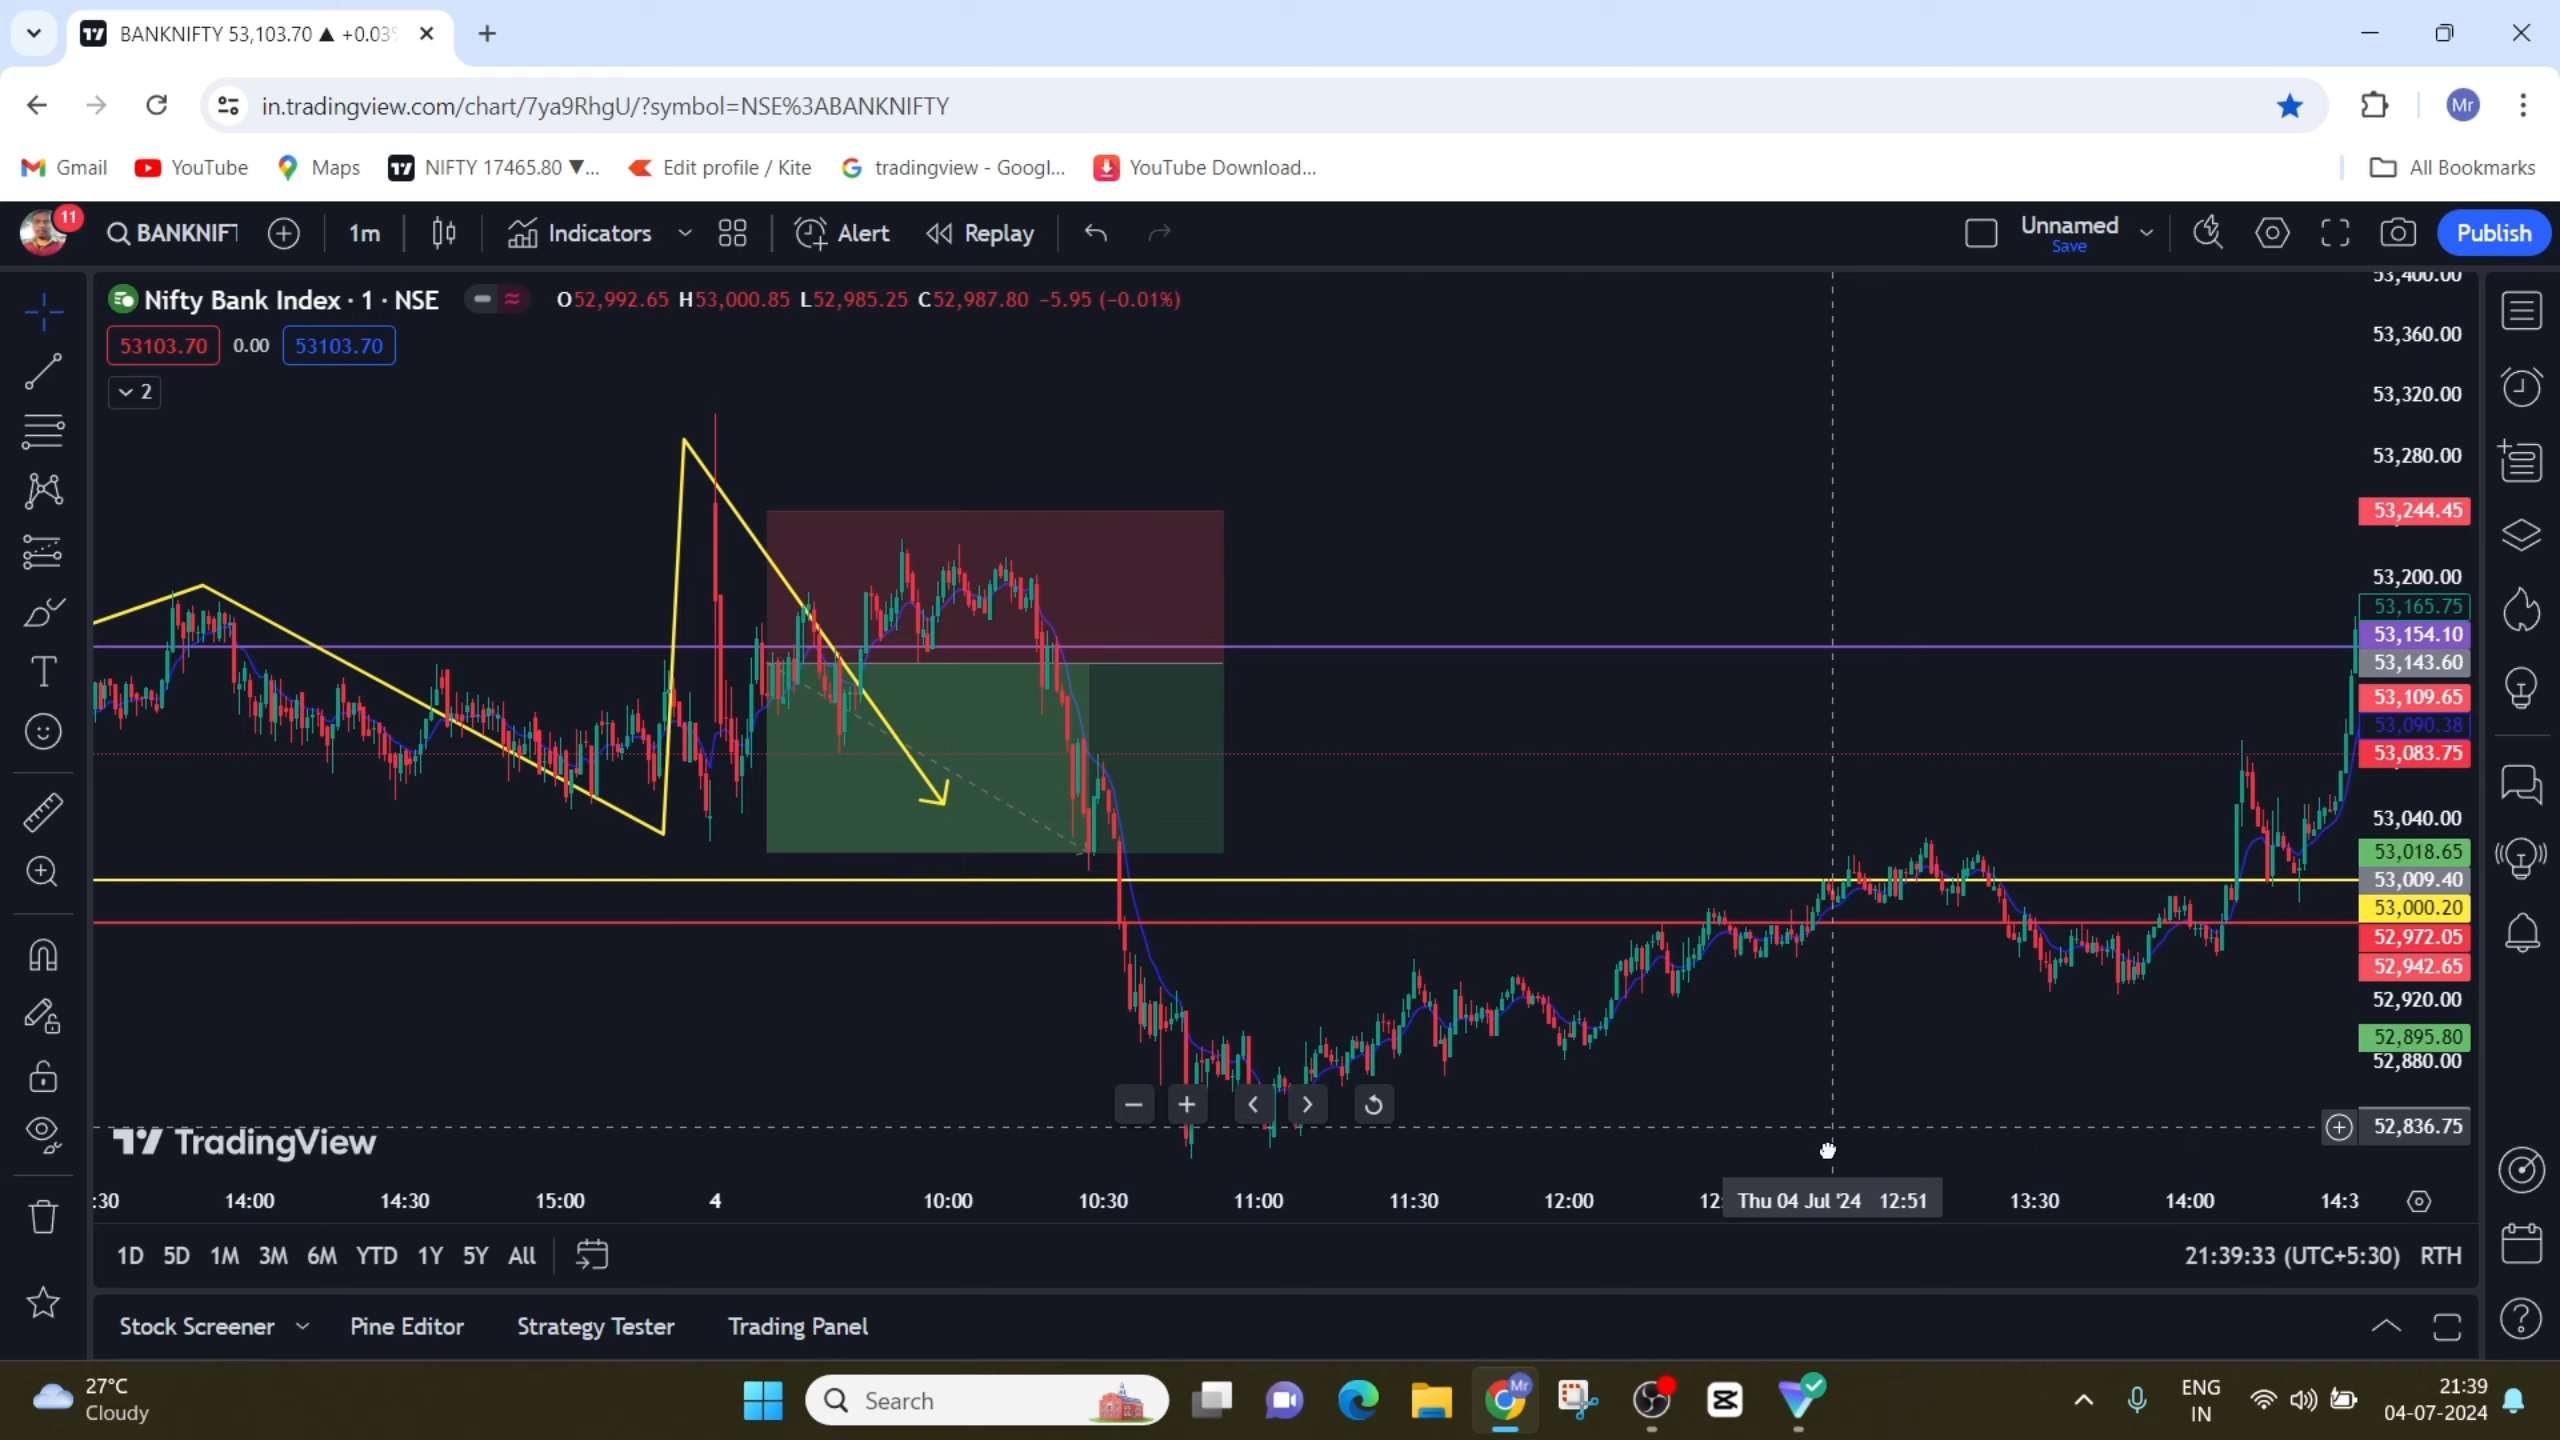 BANKNIFTY 53,103.70 ▲ +0.03%
in.tradingview.com/chart/7ya9RhgU/?symbol=NSE%3ABANKNIFTY
Mr
Gmail YouTube Maps NIFTY 17465.80 ▼... Edit profile / Kite tradingview - Googl... YouTube Download... All Bookmarks
11 BANKNIFT 1m Indicators Alert Replay Unnamed Save Publish
Nifty Bank Index · 1 · NSE O52,992.65 H53,000.85 L52,985.25 C52,987.80 −5.95 (−0.01%)
53103.70 0.00 53103.70
2
53,400.00
53,360.00
53,320.00
53,280.00
53,244.45
53,200.00
53,165.75
53,154.10
53,143.60
53,109.65
53,090.38
53,083.75
53,040.00
53,018.65
53,009.40
53,000.20
52,972.05
52,942.65
52,920.00
52,895.80
52,880.00
52,836.75
TradingView
:30 14:00 14:30 15:00 4 10:00 10:30 11:00 11:30 12:00 12: Thu 04 Jul '24 12:51 13:30 14:00 14:3
1D 5D 1M 3M 6M YTD 1Y 5Y All 21:39:33 (UTC+5:30) RTH
Stock Screener Pine Editor Strategy Tester Trading Panel
27°C
Cloudy
Search
Mr
ENG
IN
21:39
04-07-2024